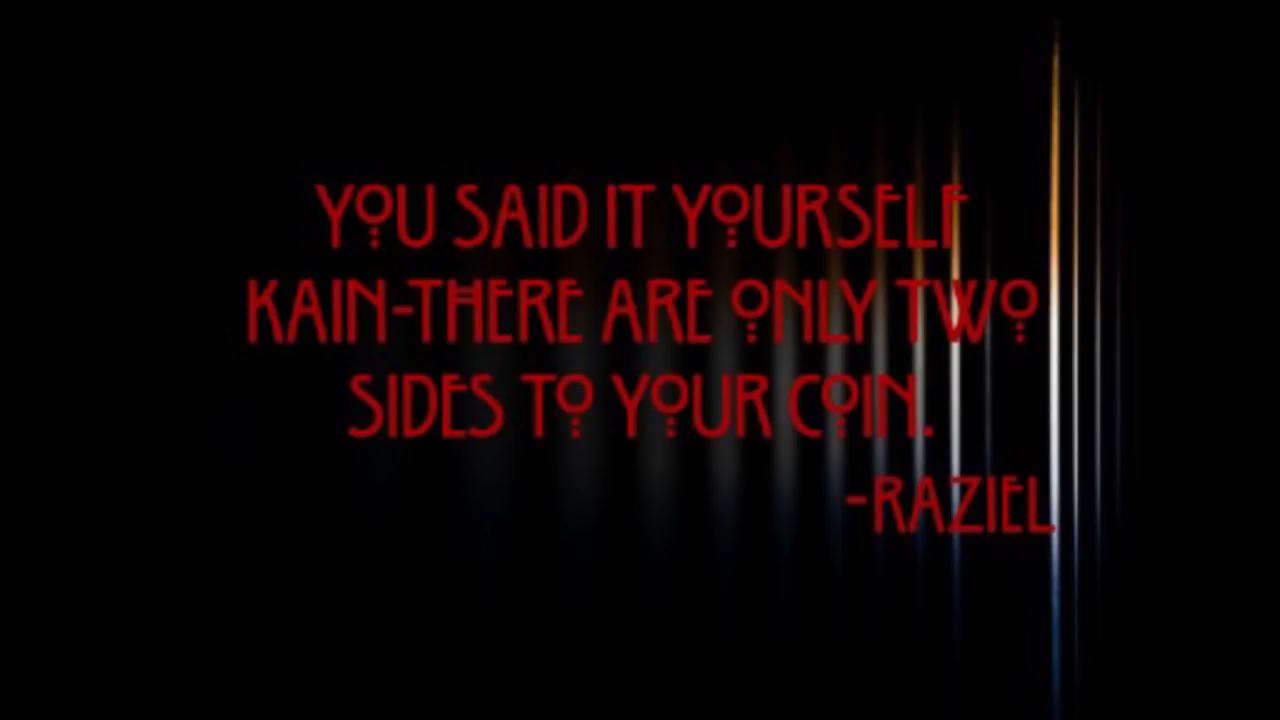 YOU SAID IT YOURSELF
KAIN-THERE ARE ONLY TWO
SIDES TO YOUR COIN.
-RAZIEL